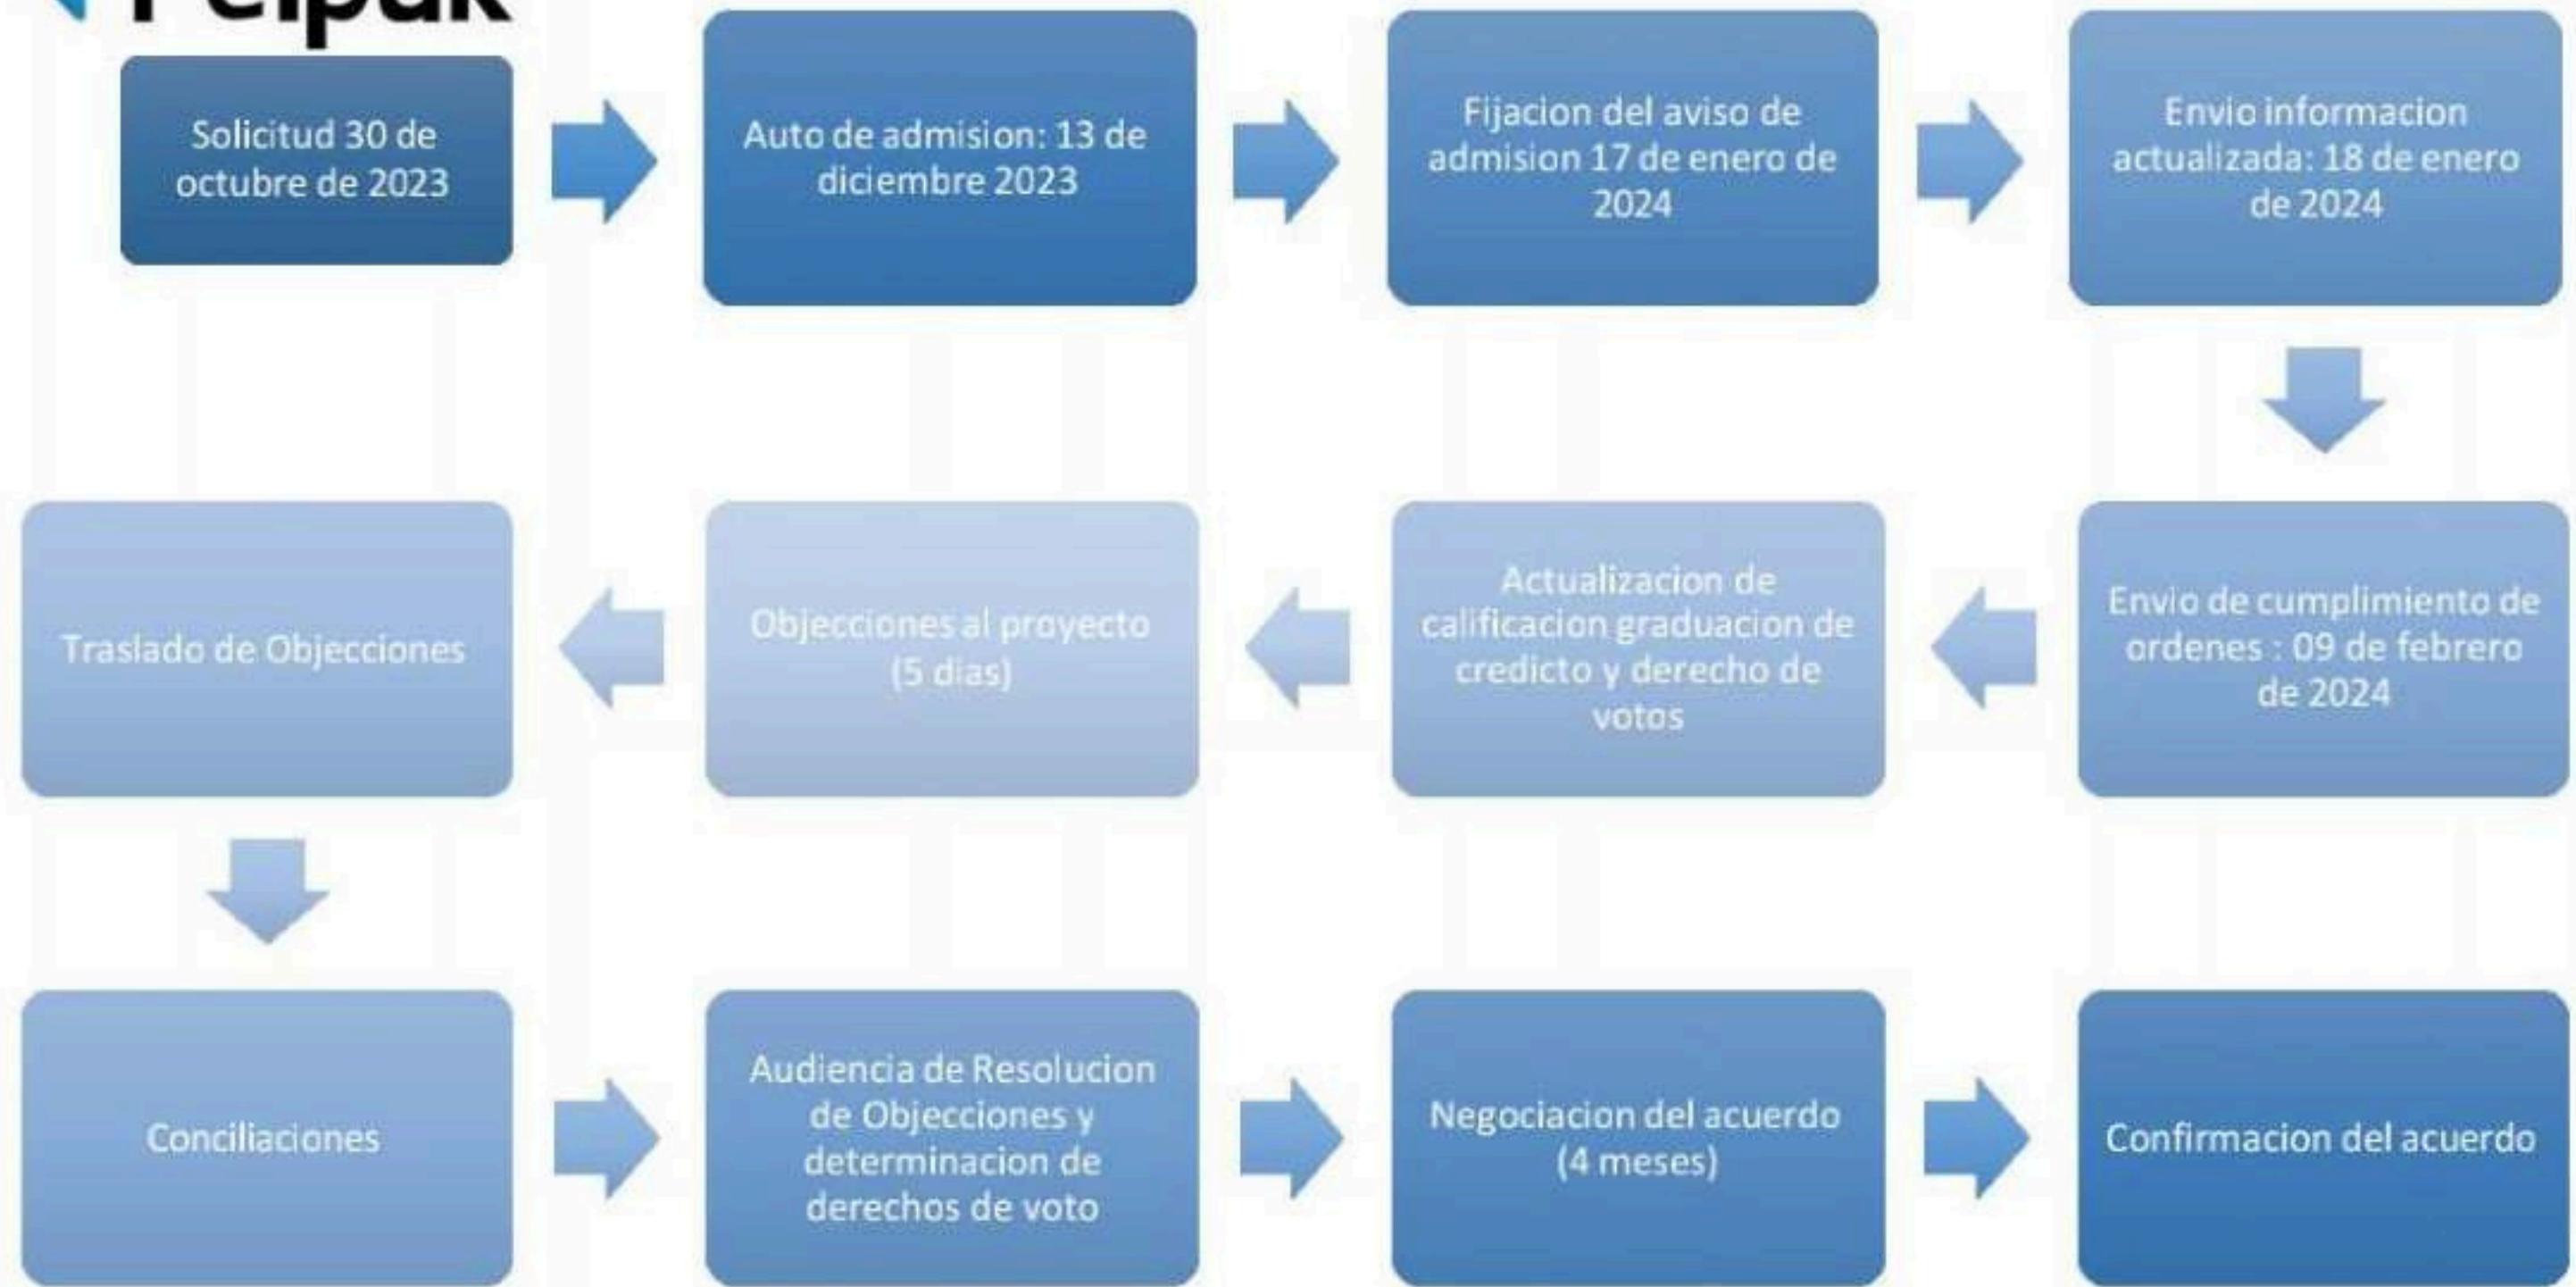 Solicitud 30 de
octubre de 2023
Auto de admision: 13 de
diciembre 2023
Fijacion del aviso de
admision 17 de enero de
2024
Envio informacion
actualizada: 18 de enero
de 2024
Envio de cumplimiento de
ordenes : 09 de febrero
de 2024
Actualizacion de
calificacion graduacion de
credicto y derecho de
votos
Objecciones al proyecto
(5 dias)
Traslado de Objecciones
Conciliaciones
Audiencia de Resolucion
de Objecciones y
determinacion de
derechos de voto
Negociacion del acuerdo
(4 meses)
Confirmacion del acuerdo